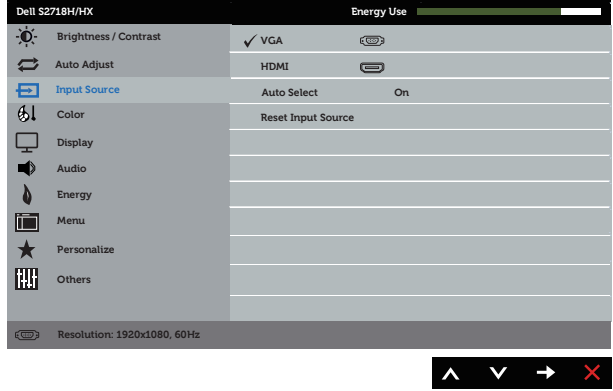 Dell S2718H/HX Energy Use
Brightness / Contrast
Auto Adjust
Input Source
Color
Display
Audio
Energy
Menu
Personalize
Others
VGA
HDMI
Auto Select On
Reset Input Source
Resolution: 1920x1080, 60Hz